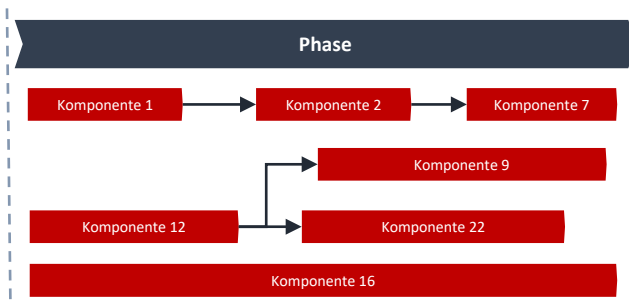 Phase
Komponente 1
Komponente 2
Komponente 7
Komponente 9
Komponente 12
Komponente 22
Komponente 16